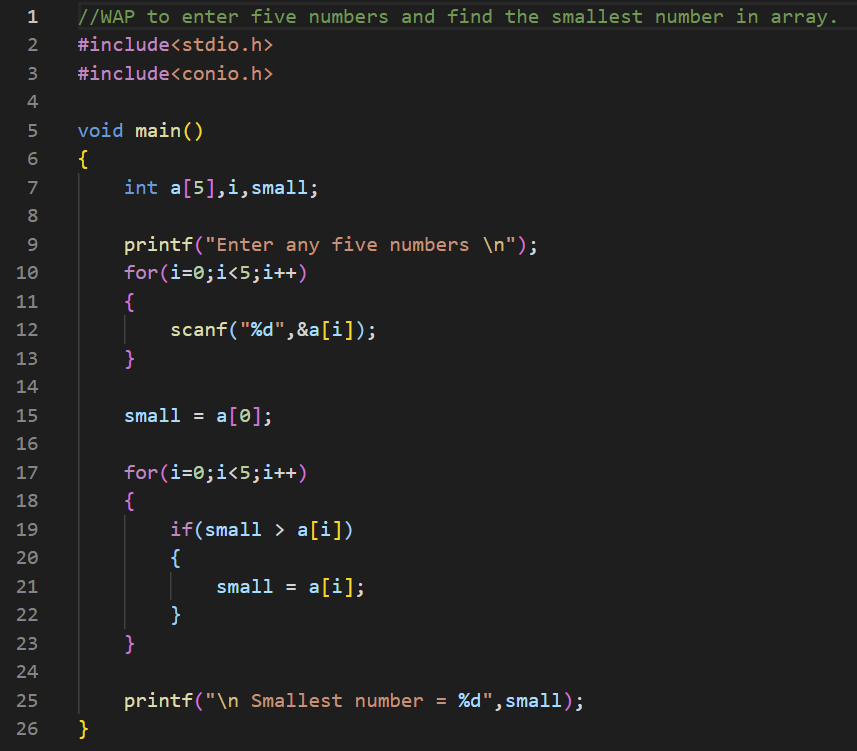 1 //WAP to enter five numbers and find the smallest number in array.
2 #include<stdio.h>
3 #include<conio.h>
4
5 void main()
6 {
7     int a[5],i,small;
8
9     printf("Enter any five numbers \n");
10     for(i=0;i<5;i++)
11     {
12         scanf("%d",&a[i]);
13     }
14
15     small = a[0];
16
17     for(i=0;i<5;i++)
18     {
19         if(small > a[i])
20         {
21             small = a[i];
22         }
23     }
24
25     printf("\n Smallest number = %d",small);
26 }